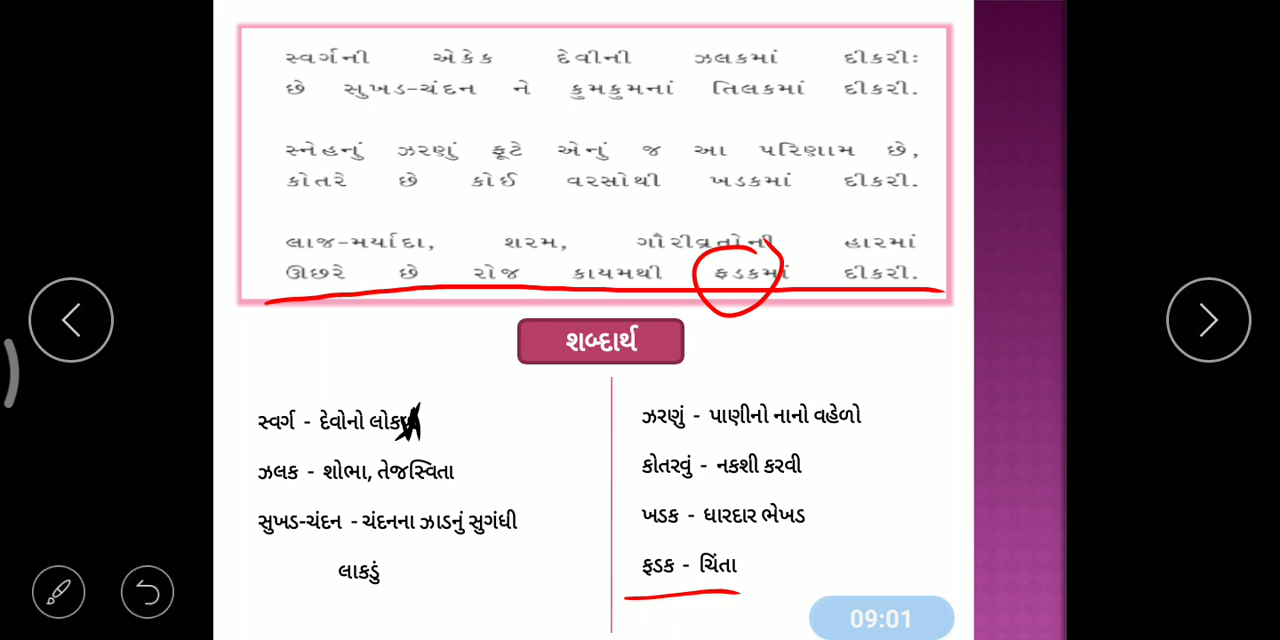 સ્વર્ગની એકેક દેવીની ઝલકમાં દીકરીઃ
છે સુખડ-ચંદન ને કુમકુમનાં તિલકમાં દીકરી.
સ્નેહનું ઝરણું ફૂટે એનું જ આ પરિણામ છે,
કોતરે છે કોઈ વરસોથી ખડકમાં દીકરી.
લાજ-મર્યાદા, શરમ, ગૌરીવ્રતોની હારમાં
ઊછરે છે રોજ કાયમથી ફડકમાં દીકરી.
શબ્દાર્થ
સ્વર્ગ - દેવોનો લોક
ઝલક - શોભા, તેજસ્વિતા
સુખડ-ચંદન - ચંદનના ઝાડનું સુગંધી
લાકડું
ઝરણું - પાણીનો નાનો વહેળો
કોતરવું - નકશી કરવી
ખડક - ધારદાર ભેખડ
ફડક - ચિંતા
09:01